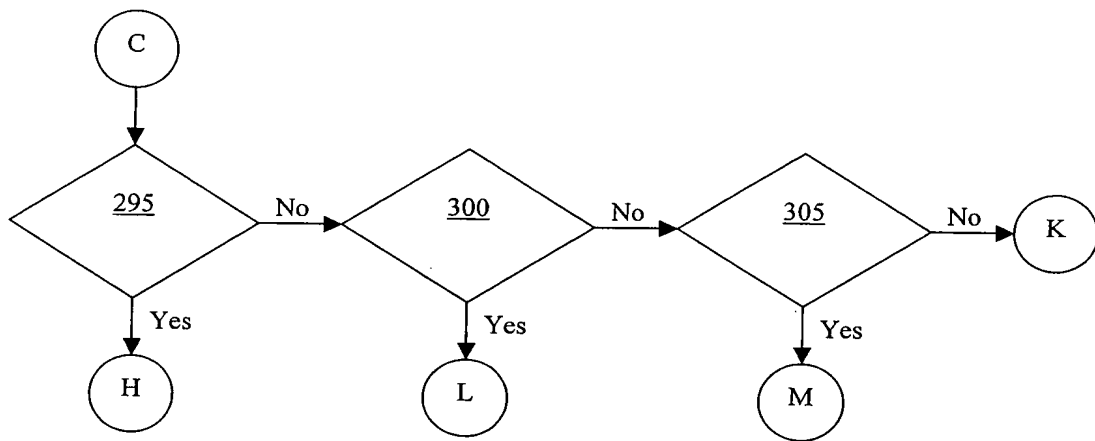 C
295
No
300
No
305
No
K
Yes
Yes
Yes
H
L
M